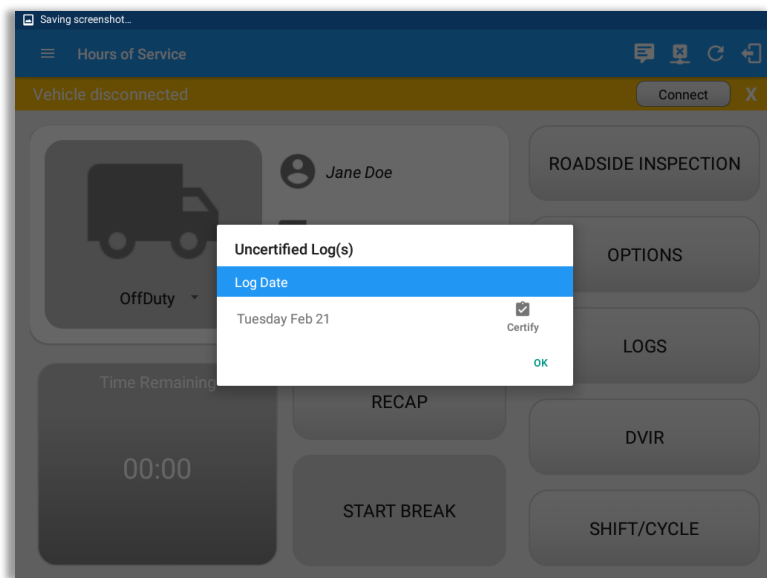 Saving screenshot...
Hours of Service
Vehicle disconnected
Connect
X
Jane Doe
ROADSIDE INSPECTION
OffDuty
Uncertified Log(s)
Log Date
Tuesday Feb 21
Certify
OK
OPTIONS
LOGS
Time Remaining
00:00
RECAP
START BREAK
DVIR
SHIFT/CYCLE